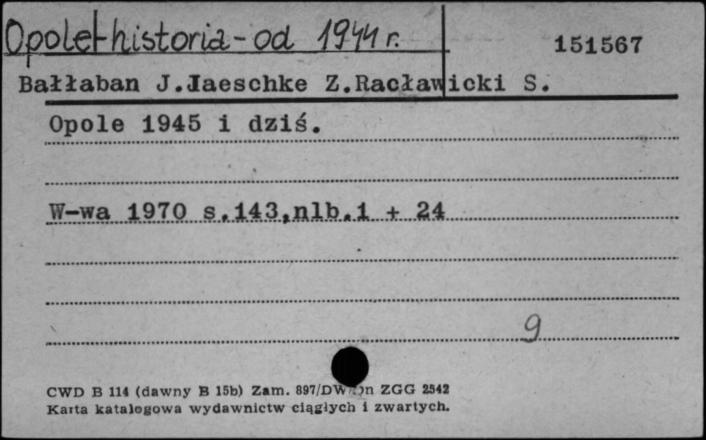 Opole-historia-od 1944 r.
151567
Bałłaban J.Jaeschke Z.Racławicki S.
Opole 1945 i dziś.
W-wa 1970 s.143,nlb.1 + 24
9
CWD B 114 (dawny B 15b) Zam. 897/DW ZGG 2542
Karta katalogowa wydawnictw ciągłych i zwartych.